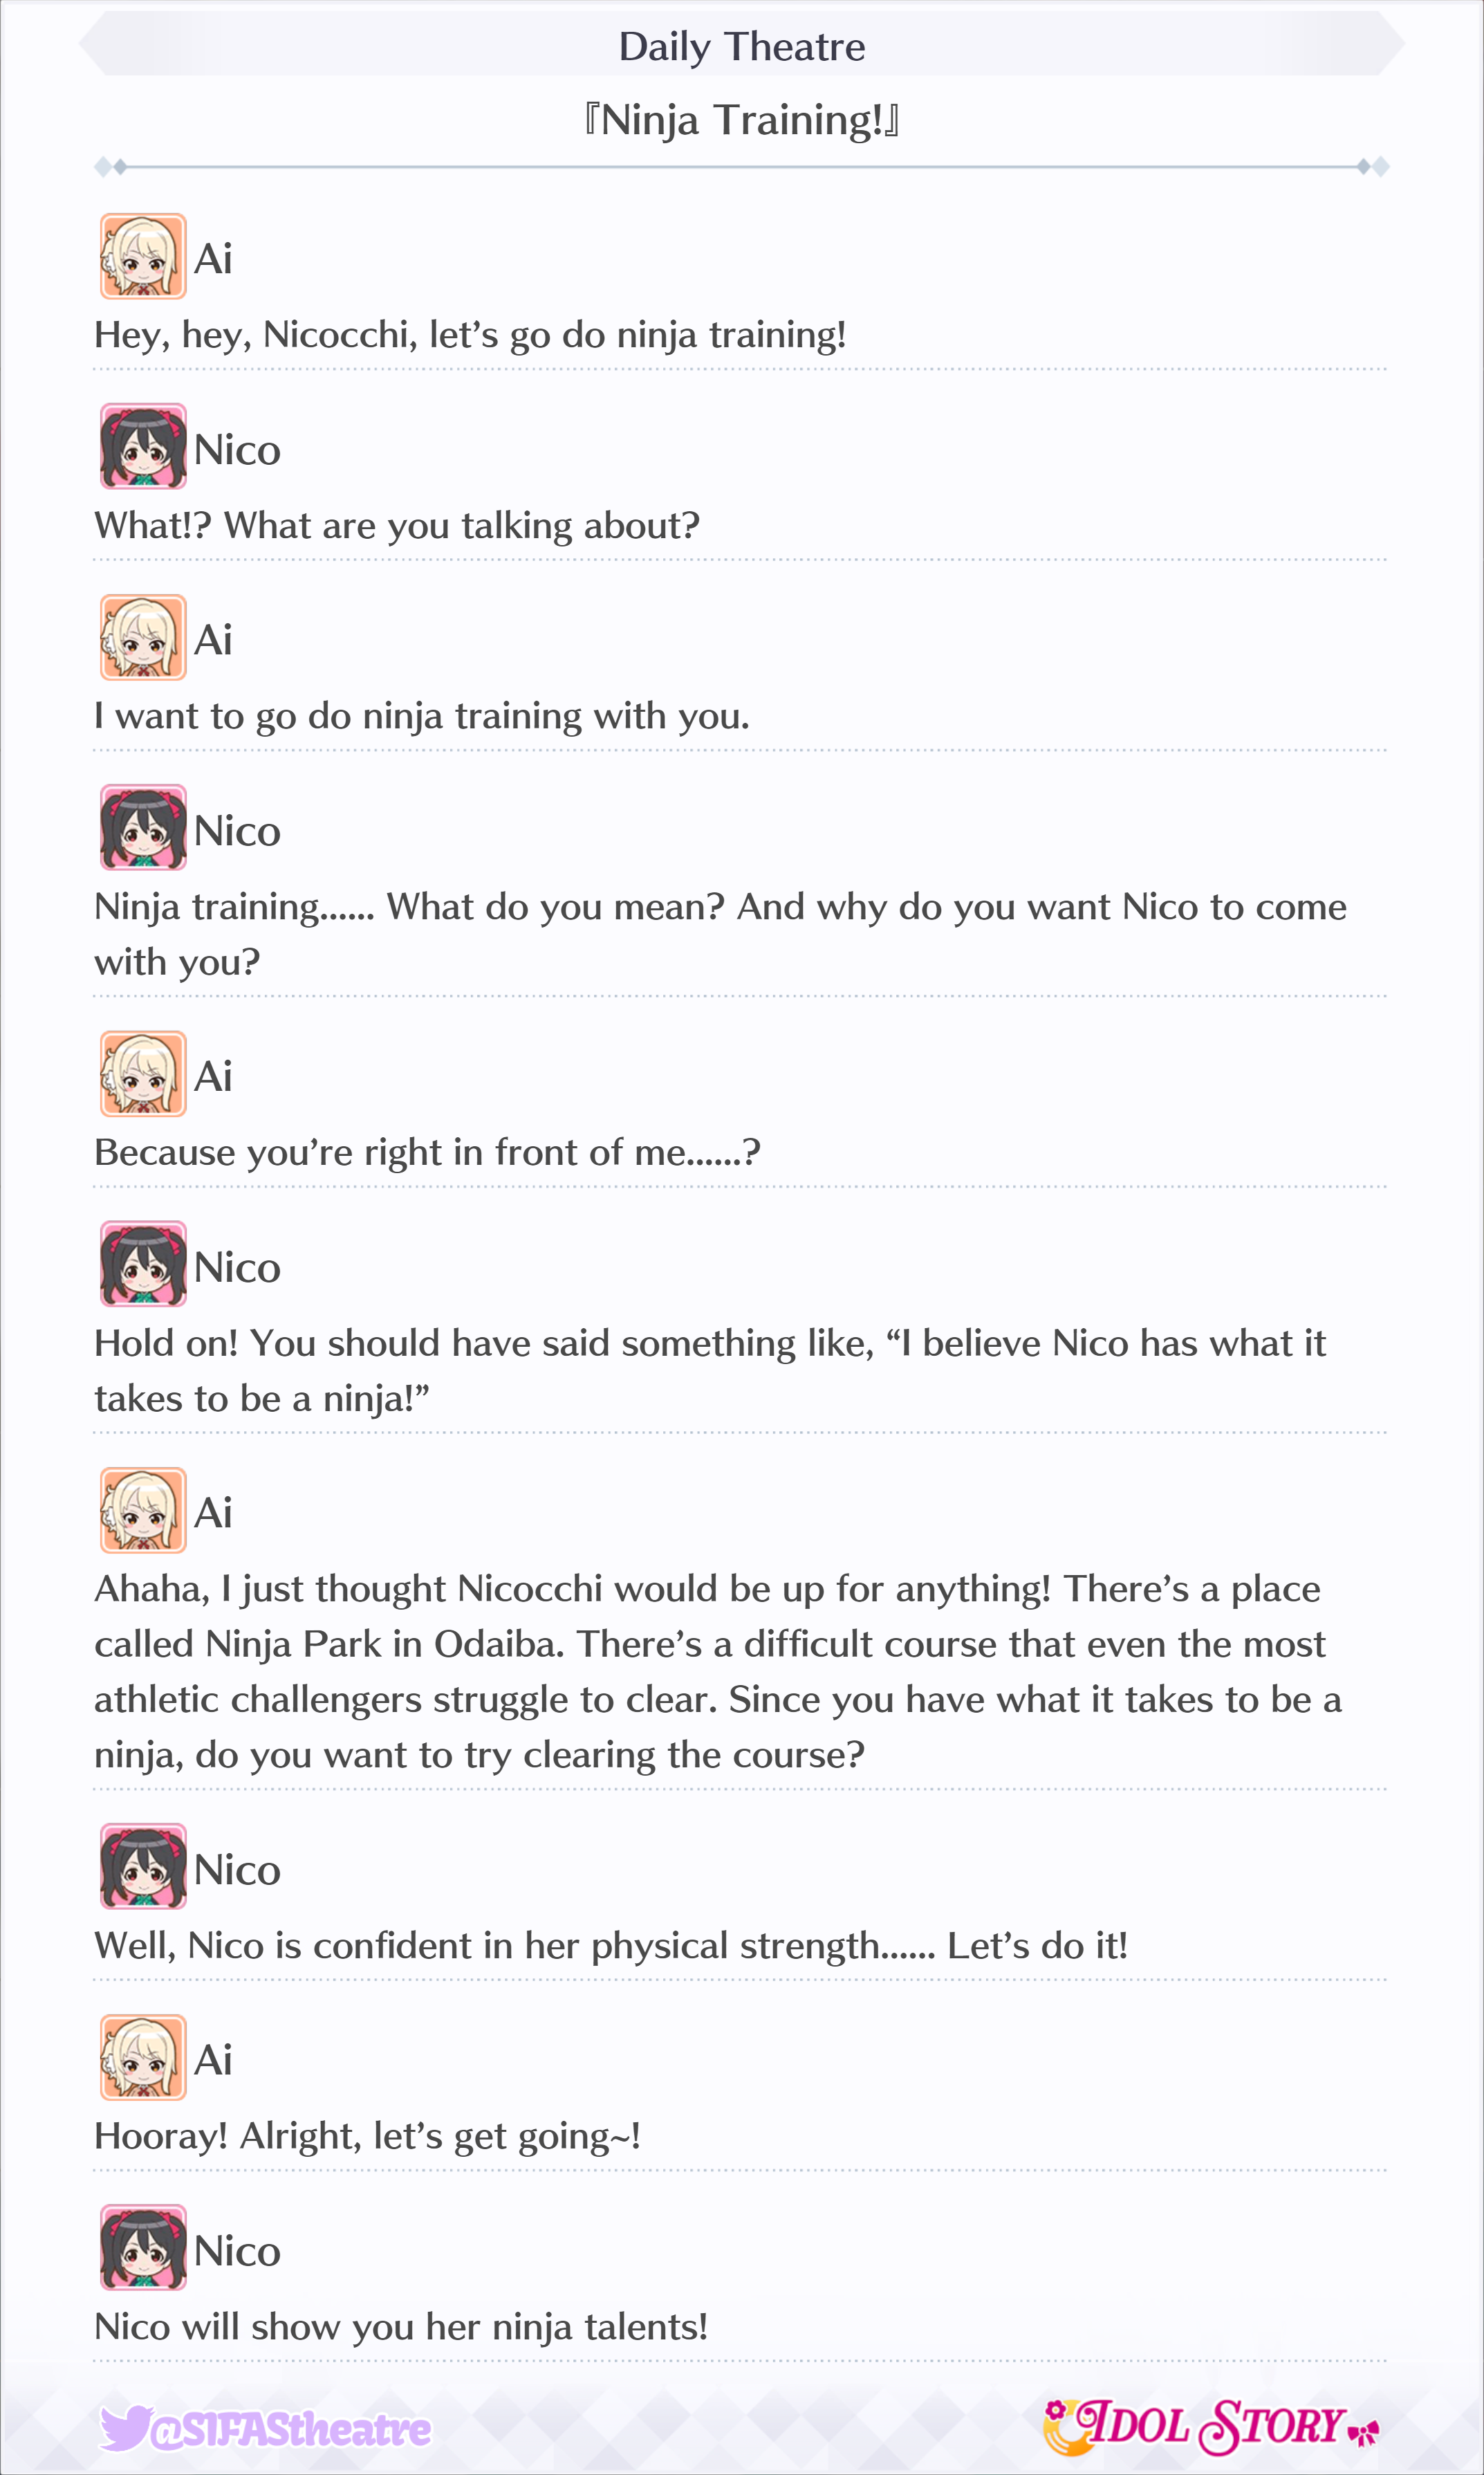 Daily Theatre
『Ninja Training!』
Ai
Hey, hey, Nicocchi, let’s go do ninja training!
Nico
What!? What are you talking about?
Ai
I want to go do ninja training with you.
Nico
Ninja training...... What do you mean? And why do you want Nico to come
with you?
Ai
Because you’re right in front of me......?
Nico
Hold on! You should have said something like, “I believe Nico has what it
takes to be a ninja!”
Ai
Ahaha, I just thought Nicocchi would be up for anything! There’s a place
called Ninja Park in Odaiba. There’s a difficult course that even the most
athletic challengers struggle to clear. Since you have what it takes to be a
ninja, do you want to try clearing the course?
Nico
Well, Nico is confident in her physical strength...... Let’s do it!
Ai
Hooray! Alright, let’s get going~!
Nico
Nico will show you her ninja talents!
@SIFAStheatre
IDOL STORY